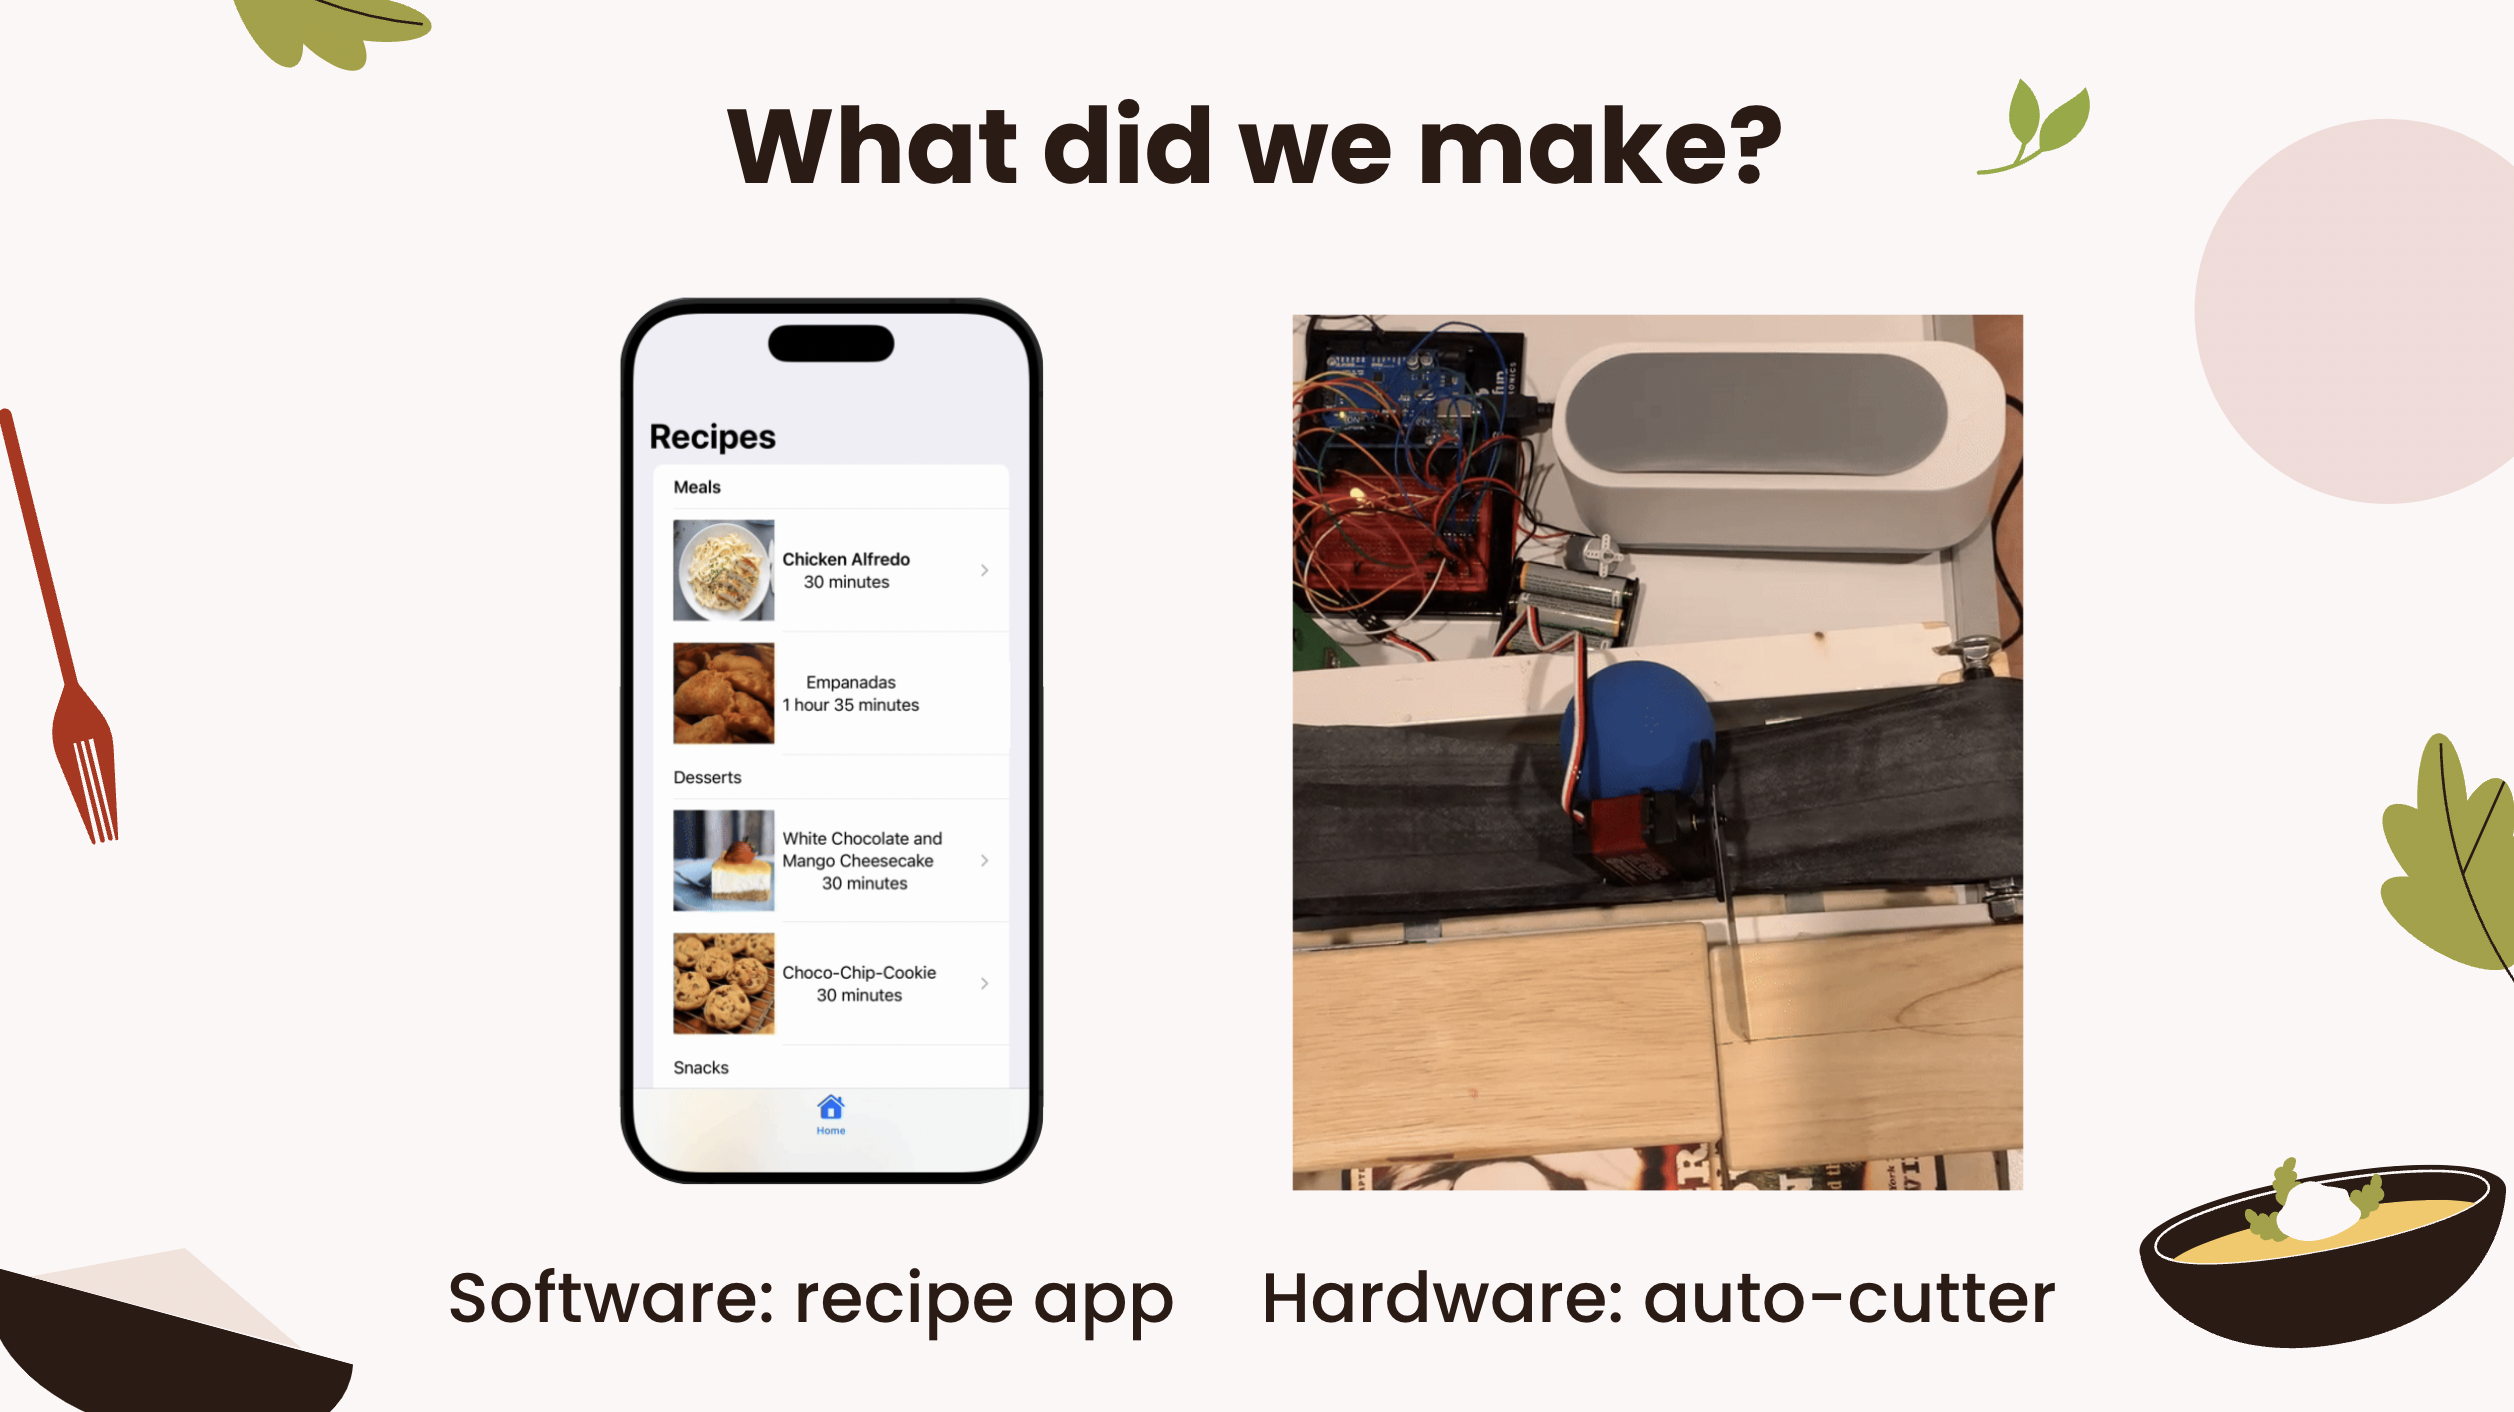 What did we make?
Recipes
Meals
Chicken Alfredo
30 minutes
Empanadas
1 hour 35 minutes
Desserts
White Chocolate and
Mango Cheesecake
30 minutes
Choco-Chip-Cookie
30 minutes
Snacks
Home
Software: recipe app
Hardware: auto-cutter